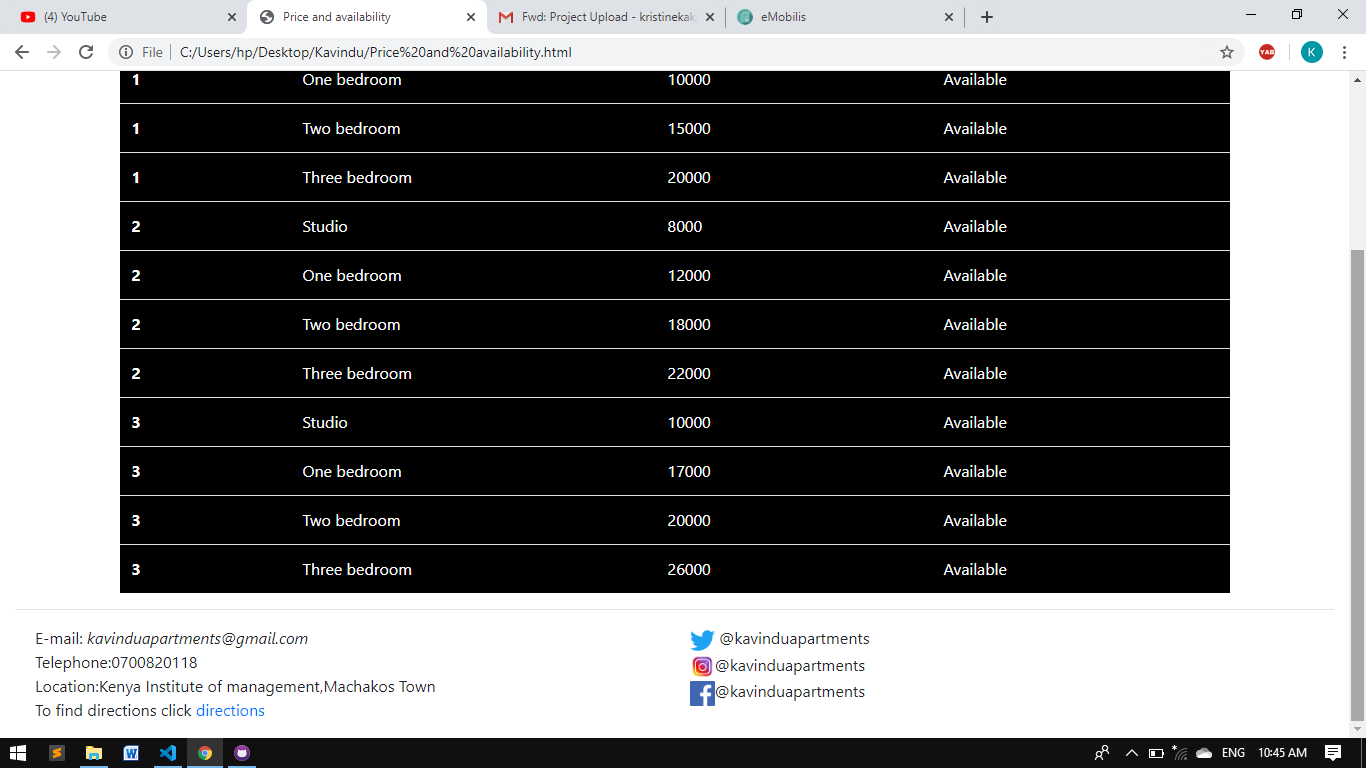 (4) YouTube Price and availability Fwd: Project Upload - kristinekak eMobilis
File C:/Users/hp/Desktop/Kavindu/Price%20and%20availability.html YAB K
1 One bedroom 10000 Available
1 Two bedroom 15000 Available
1 Three bedroom 20000 Available
2 Studio 8000 Available
2 One bedroom 12000 Available
2 Two bedroom 18000 Available
2 Three bedroom 22000 Available
3 Studio 10000 Available
3 One bedroom 17000 Available
3 Two bedroom 20000 Available
3 Three bedroom 26000 Available
E-mail: kavinduapartments@gmail.com
Telephone:0700820118
Location:Kenya Institute of management,Machakos Town
To find directions click directions
@kavinduapartments
@kavinduapartments
@kavinduapartments
ENG 10:45 AM